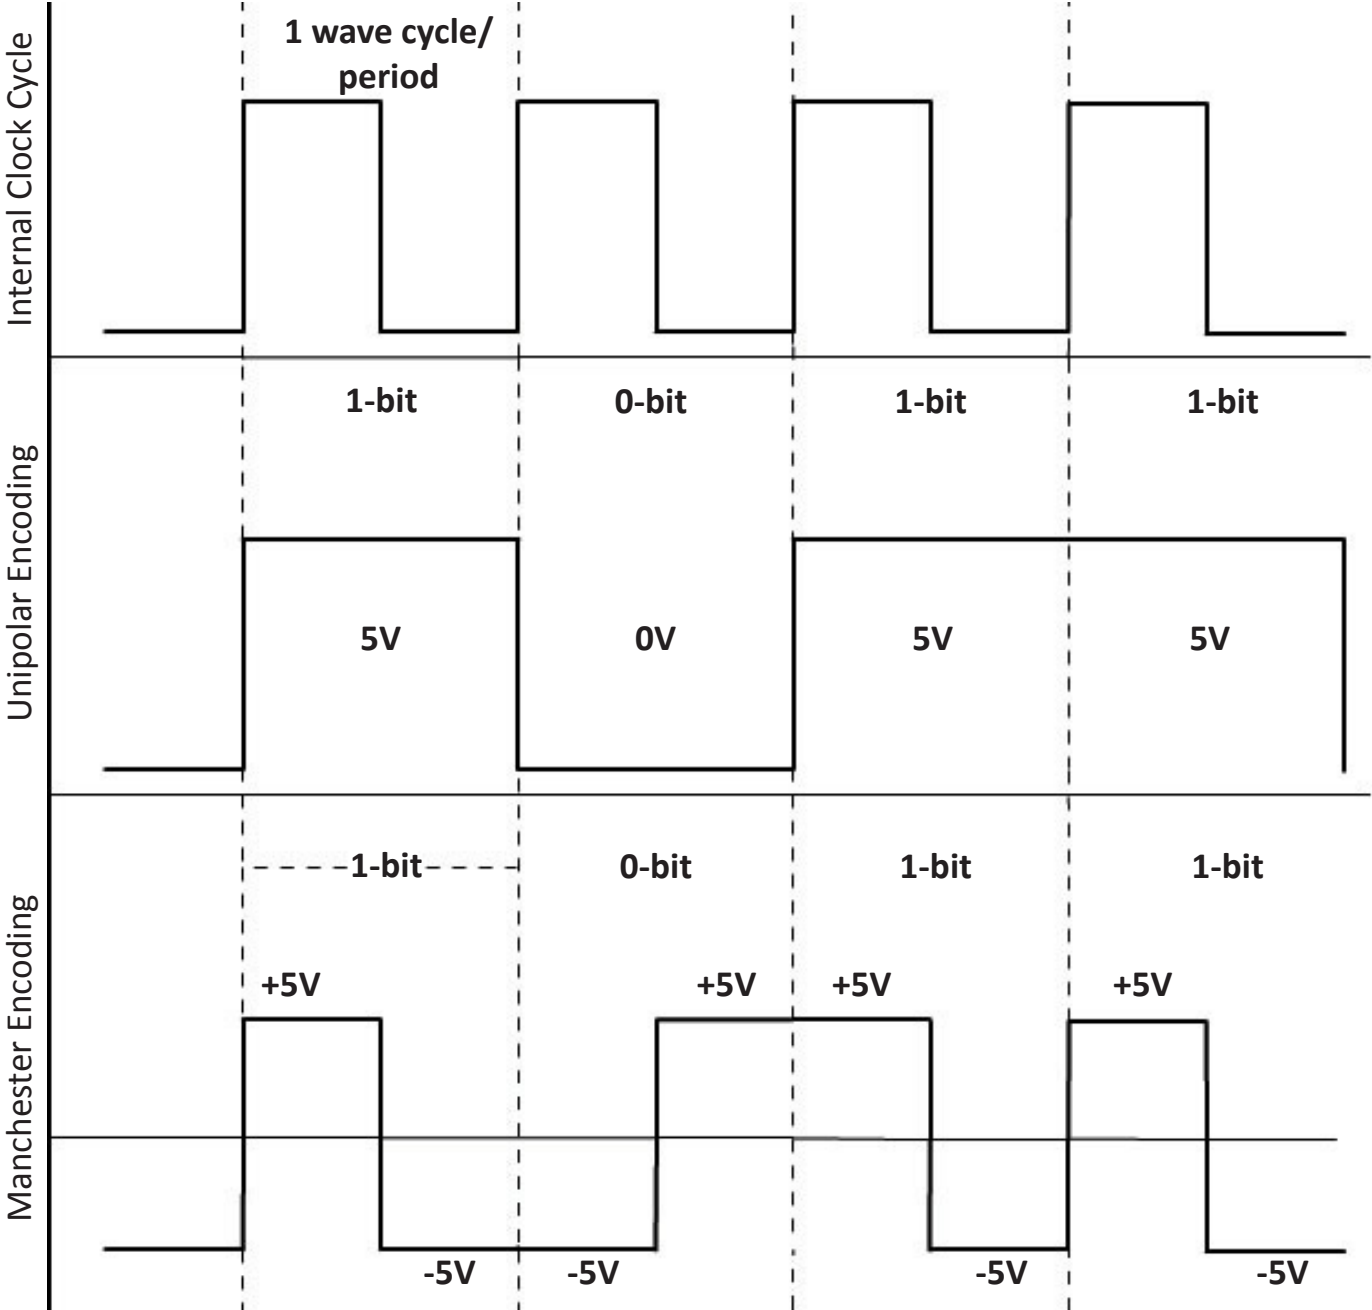 Internal Clock Cycle
1 wave cycle/
period
Unipolar Encoding
1-bit
0-bit
1-bit
1-bit
5V
0V
5V
5V
Manchester Encoding
1-bit
0-bit
1-bit
1-bit
+5V
+5V
+5V
+5V
-5V
-5V
-5V
-5V